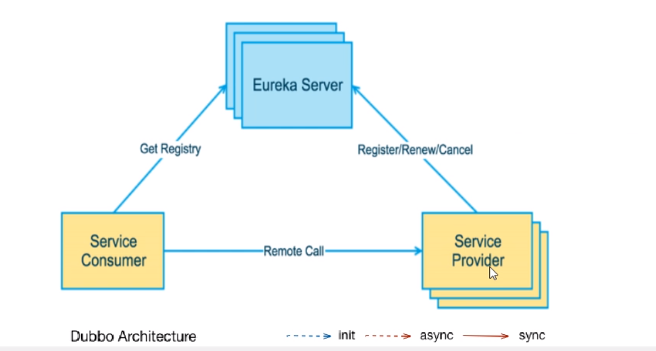 Eureka Server
Get Registry
Register/Renew/Cancel
Service
Consumer
Remote Call
Service
Provider
Dubbo Architecture
init
async
sync